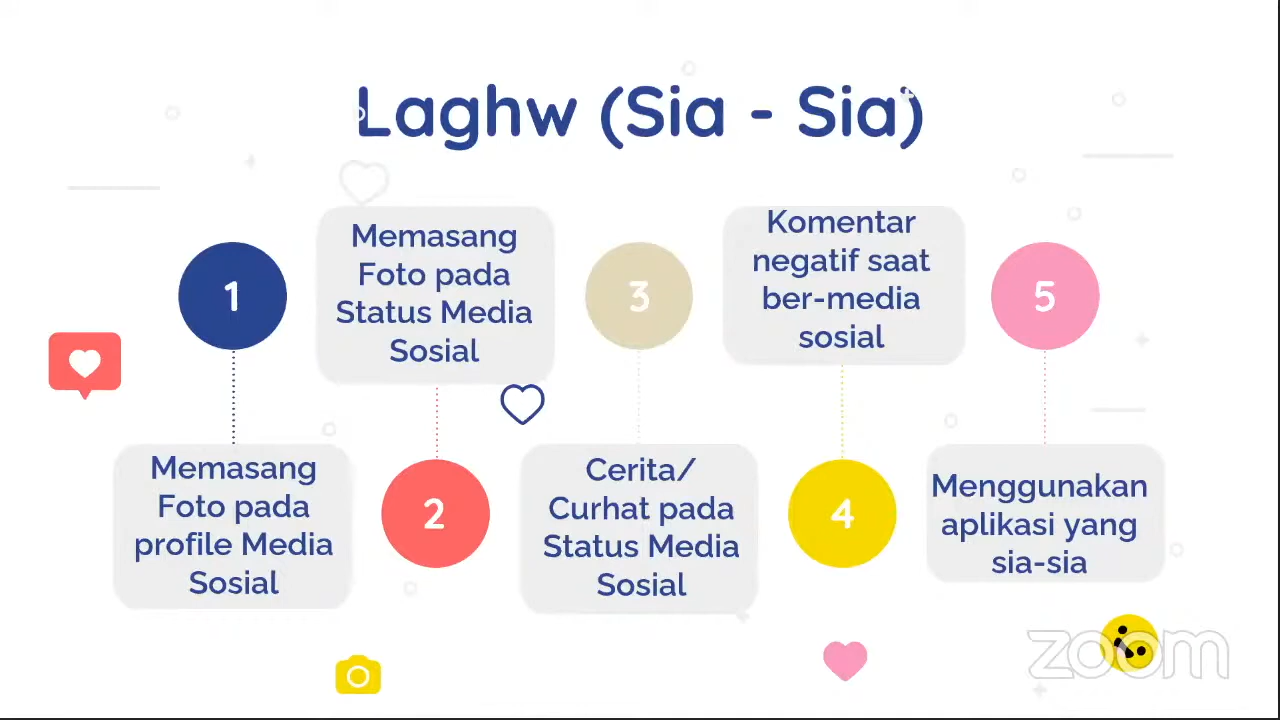 Laghw (Sia - Sia)
1
Memasang
Foto pada
profile Media
Sosial
Memasang
Foto pada
Status Media
Sosial
2
3
Cerita/
Curhat pada
Status Media
Sosial
Komentar
negatif saat
ber-media
sosial
4
5
Menggunakan
aplikasi yang
sia-sia
zoom